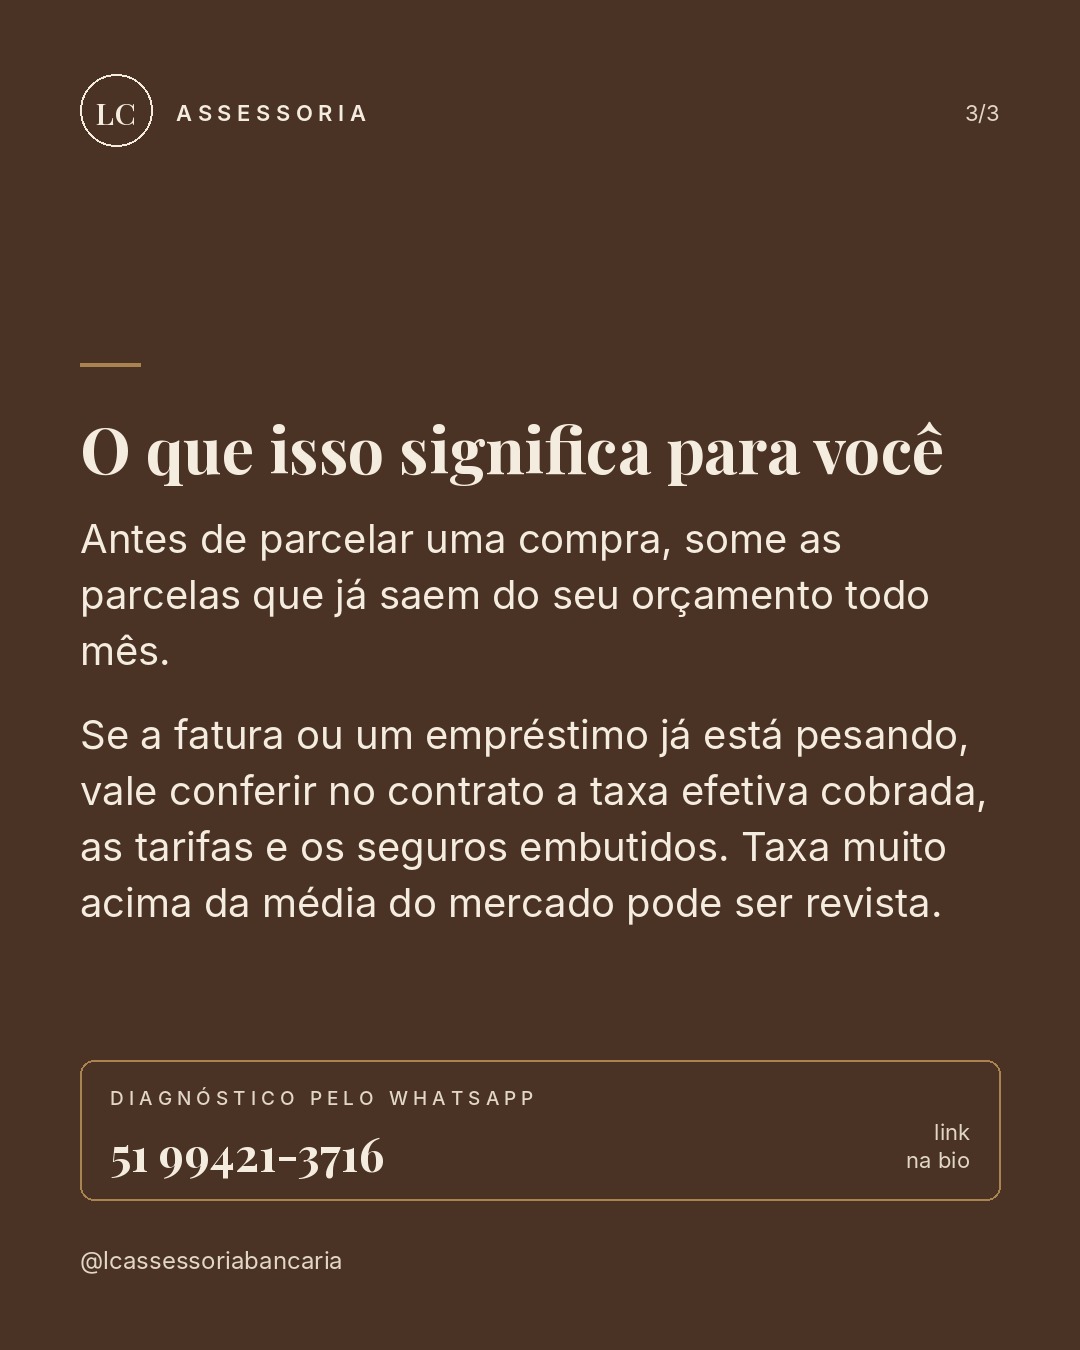 LC ASSESSORIA
3/3
O que isso significa para você
Antes de parcelar uma compra, some as
parcelas que já saem do seu orçamento todo
mês.
Se a fatura ou um empréstimo já está pesando,
vale conferir no contrato a taxa efetiva cobrada,
as tarifas e os seguros embutidos. Taxa muito
acima da média do mercado pode ser revista.
DIAGNÓSTICO PELO WHATSAPP
51 99421-3716
link
na bio
@lcassessoriabancaria